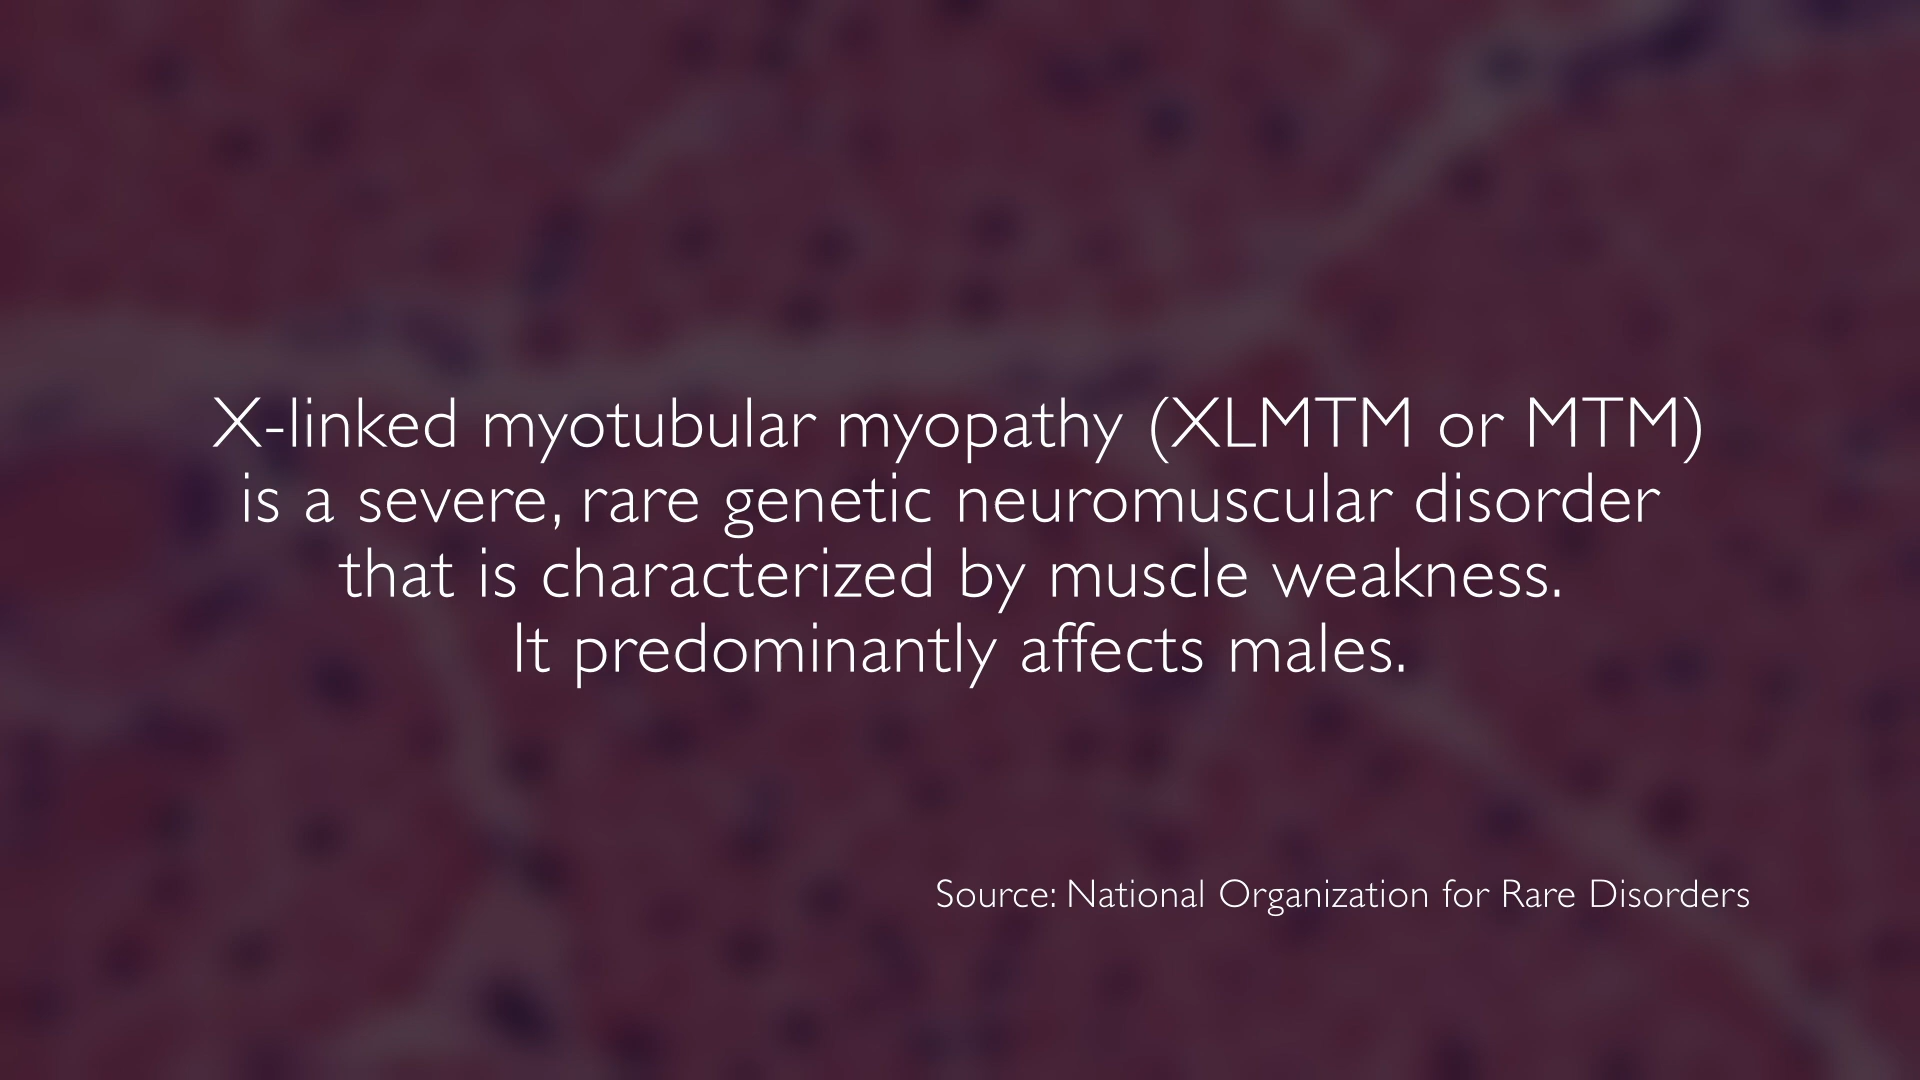 X-linked myotubular myopathy (XLMTM or MTM)
is a severe, rare genetic neuromuscular disorder
that is characterized by muscle weakness.
It predominantly affects males.
Source: National Organization for Rare Disorders